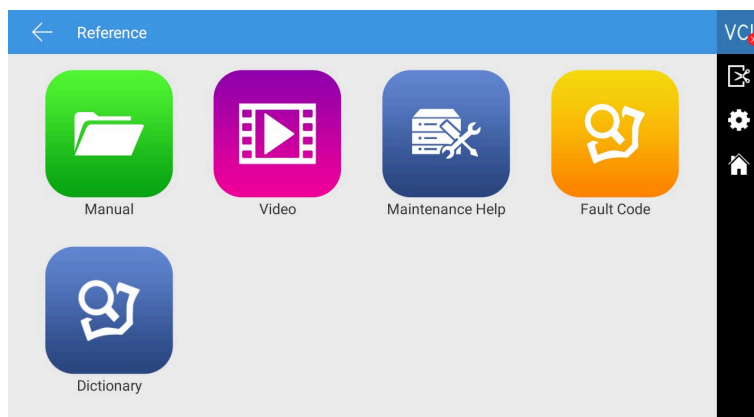 Reference
VCI
Manual
Video
Maintenance Help
Fault Code
Dictionary